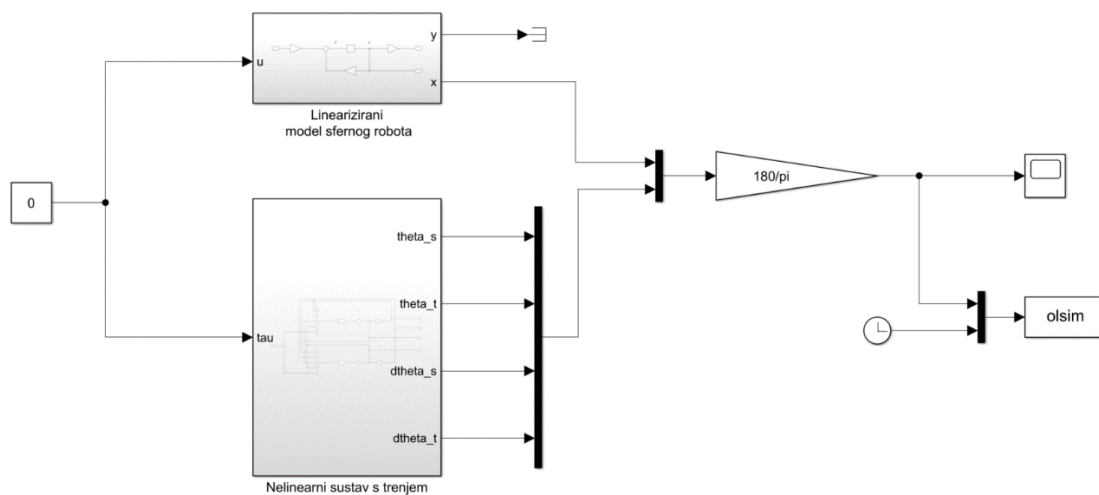 y
u
x
Linearizirani
model sfernog robota
0
180/pi
theta_s
theta_t
tau
dtheta_s
dtheta_t
olsim
Nelinearni sustav s trenjem